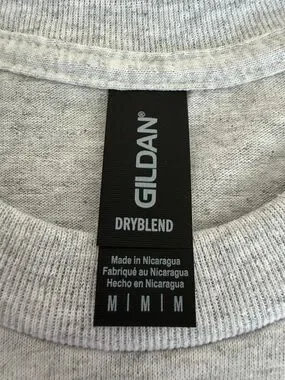 GILDAN®
DRYBLEND
Made in Nicaragua
Fabriqué au Nicaragua
Hecho en Nicaragua
M | M | M